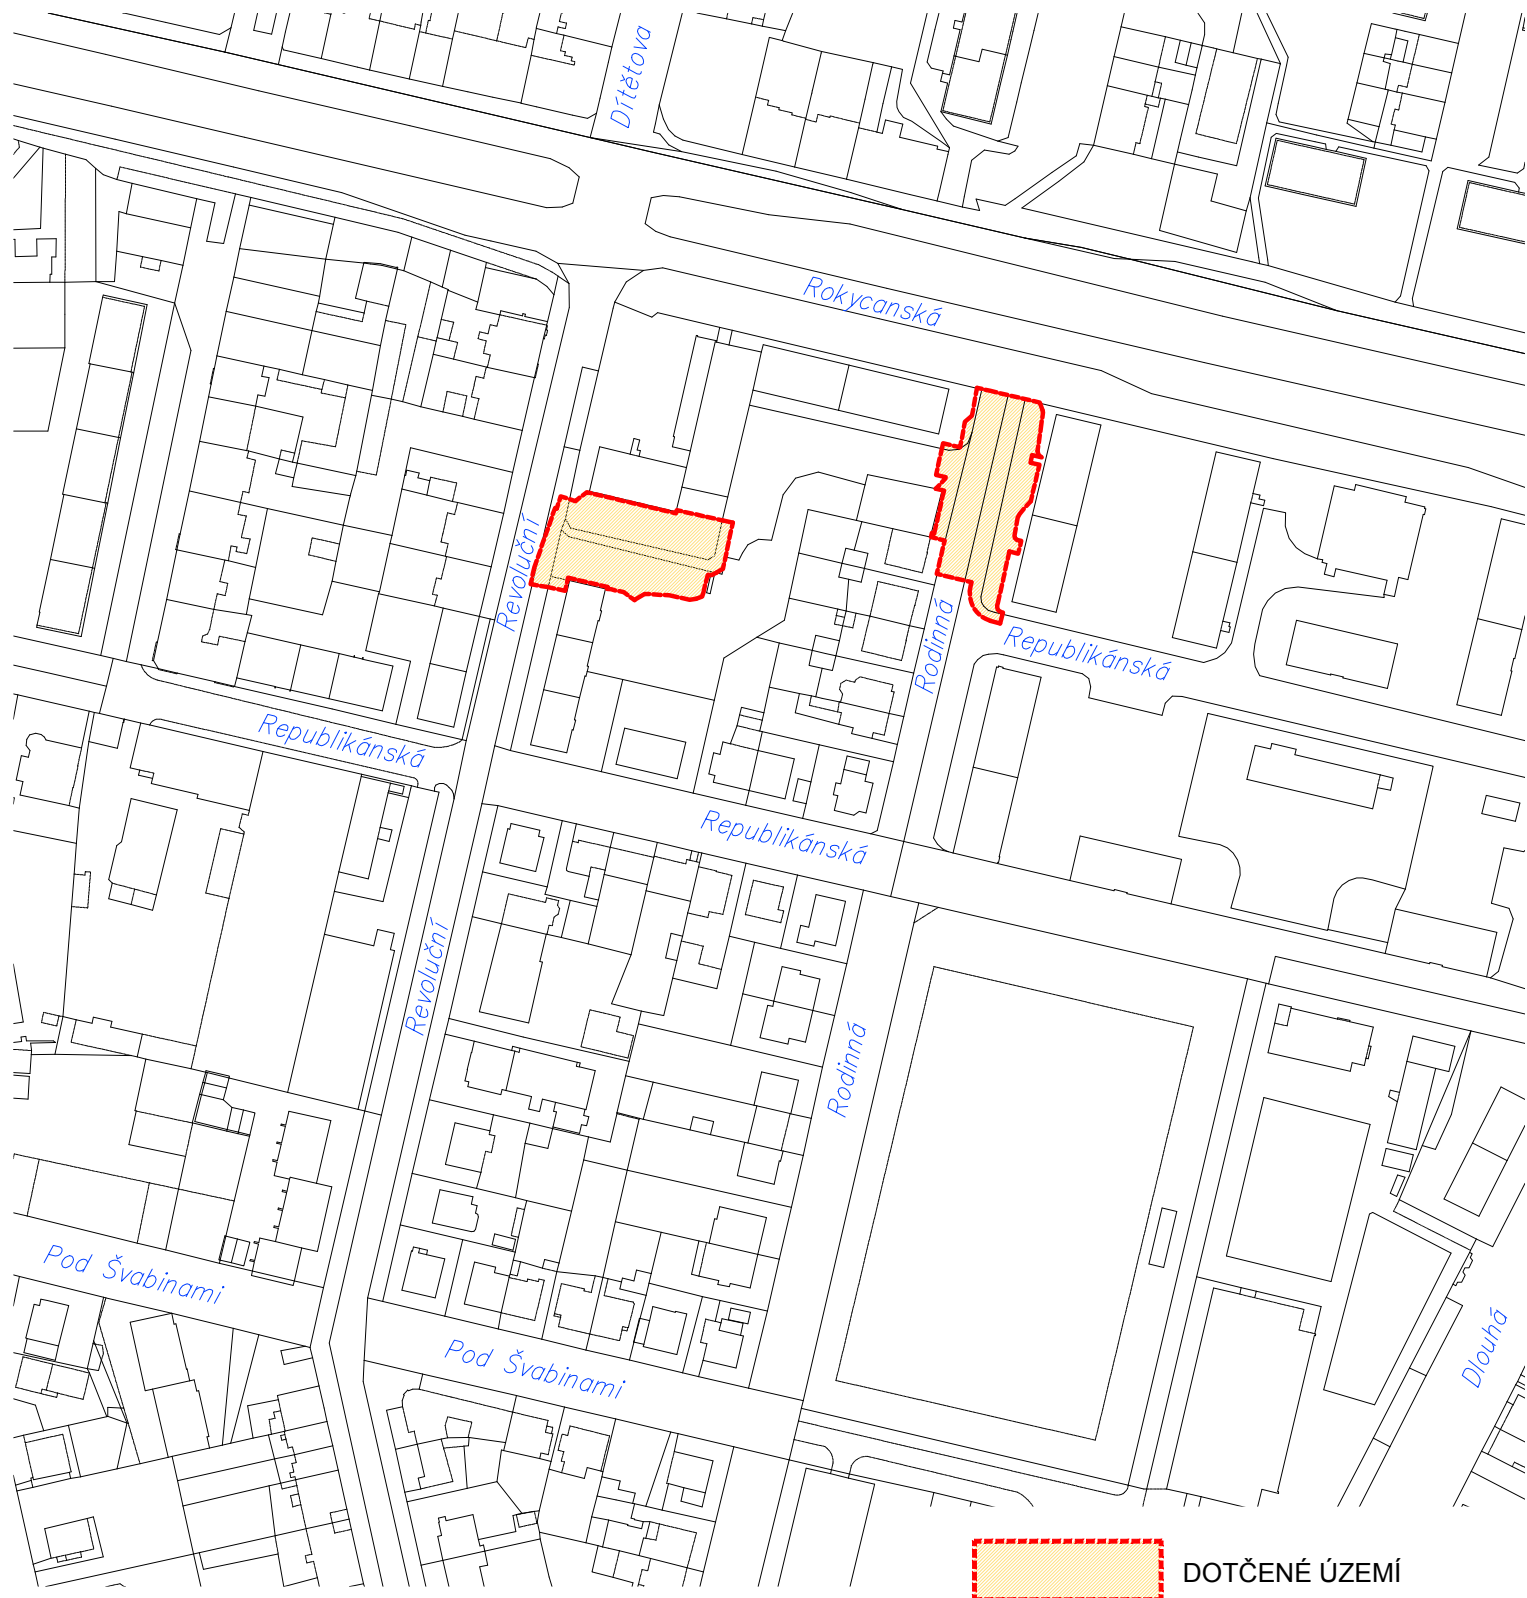 Dítětova
Rokycanská
Revoluční
Rodinná
Republikánská
Republikánská
Republikánská
Revoluční
Rodinná
Pod Švabinami
Pod Švabinami
Dlouhá
DOTČENÉ ÚZEMÍ